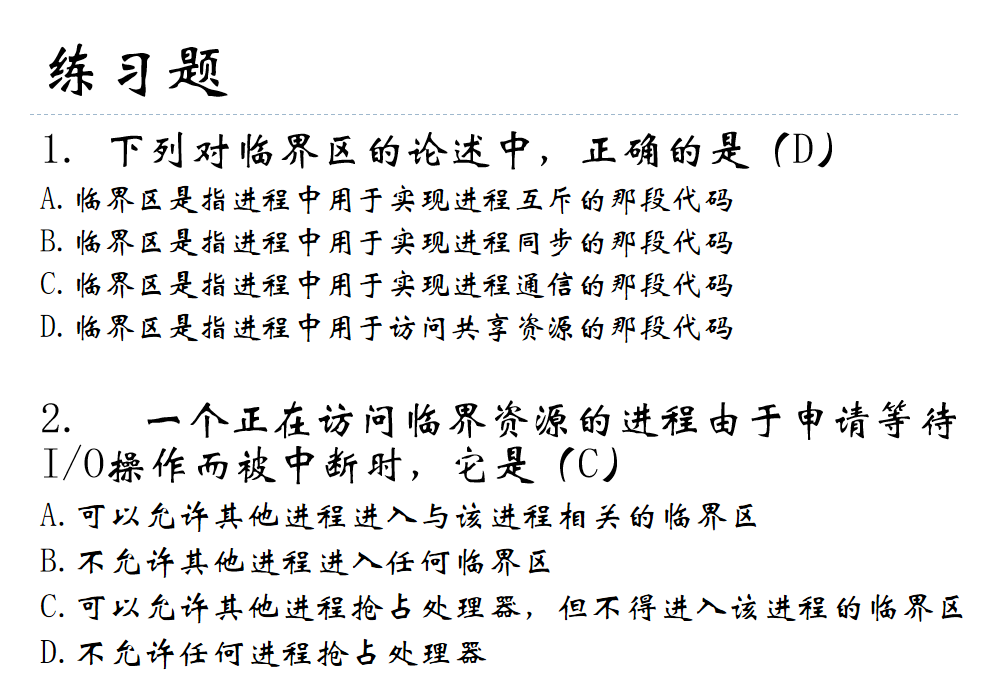 练习题
1. 下列对临界区的论述中，正确的是（D）
A.临界区是指进程中用于实现进程互斥的那段代码
B.临界区是指进程中用于实现进程同步的那段代码
C.临界区是指进程中用于实现进程通信的那段代码
D.临界区是指进程中用于访问共享资源的那段代码
2. 一个正在访问临界资源的进程由于申请等待
I/O操作而被中断时，它是（C）
A.可以允许其他进程进入与该进程相关的临界区
B.不允许其他进程进入任何临界区
C.可以允许其他进程抢占处理器，但不得进入该进程的临界区
D.不允许任何进程抢占处理器